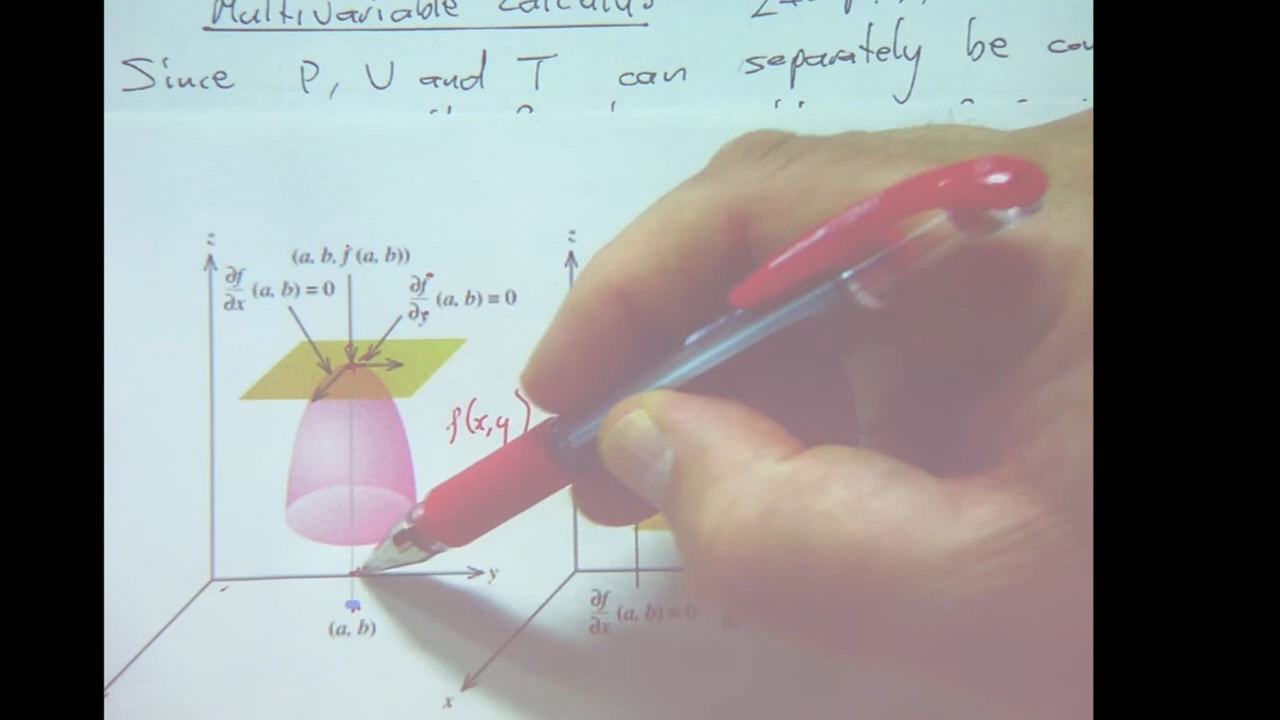 Multivariable Calculus
Since P, V and T can separately be
z
(a, b, f (a, b))
∂f/∂x (a, b) = 0
∂f/∂y (a, b) = 0
f(x,y)
y
(a, b)
z
∂f/∂x (a, b) = 0
x